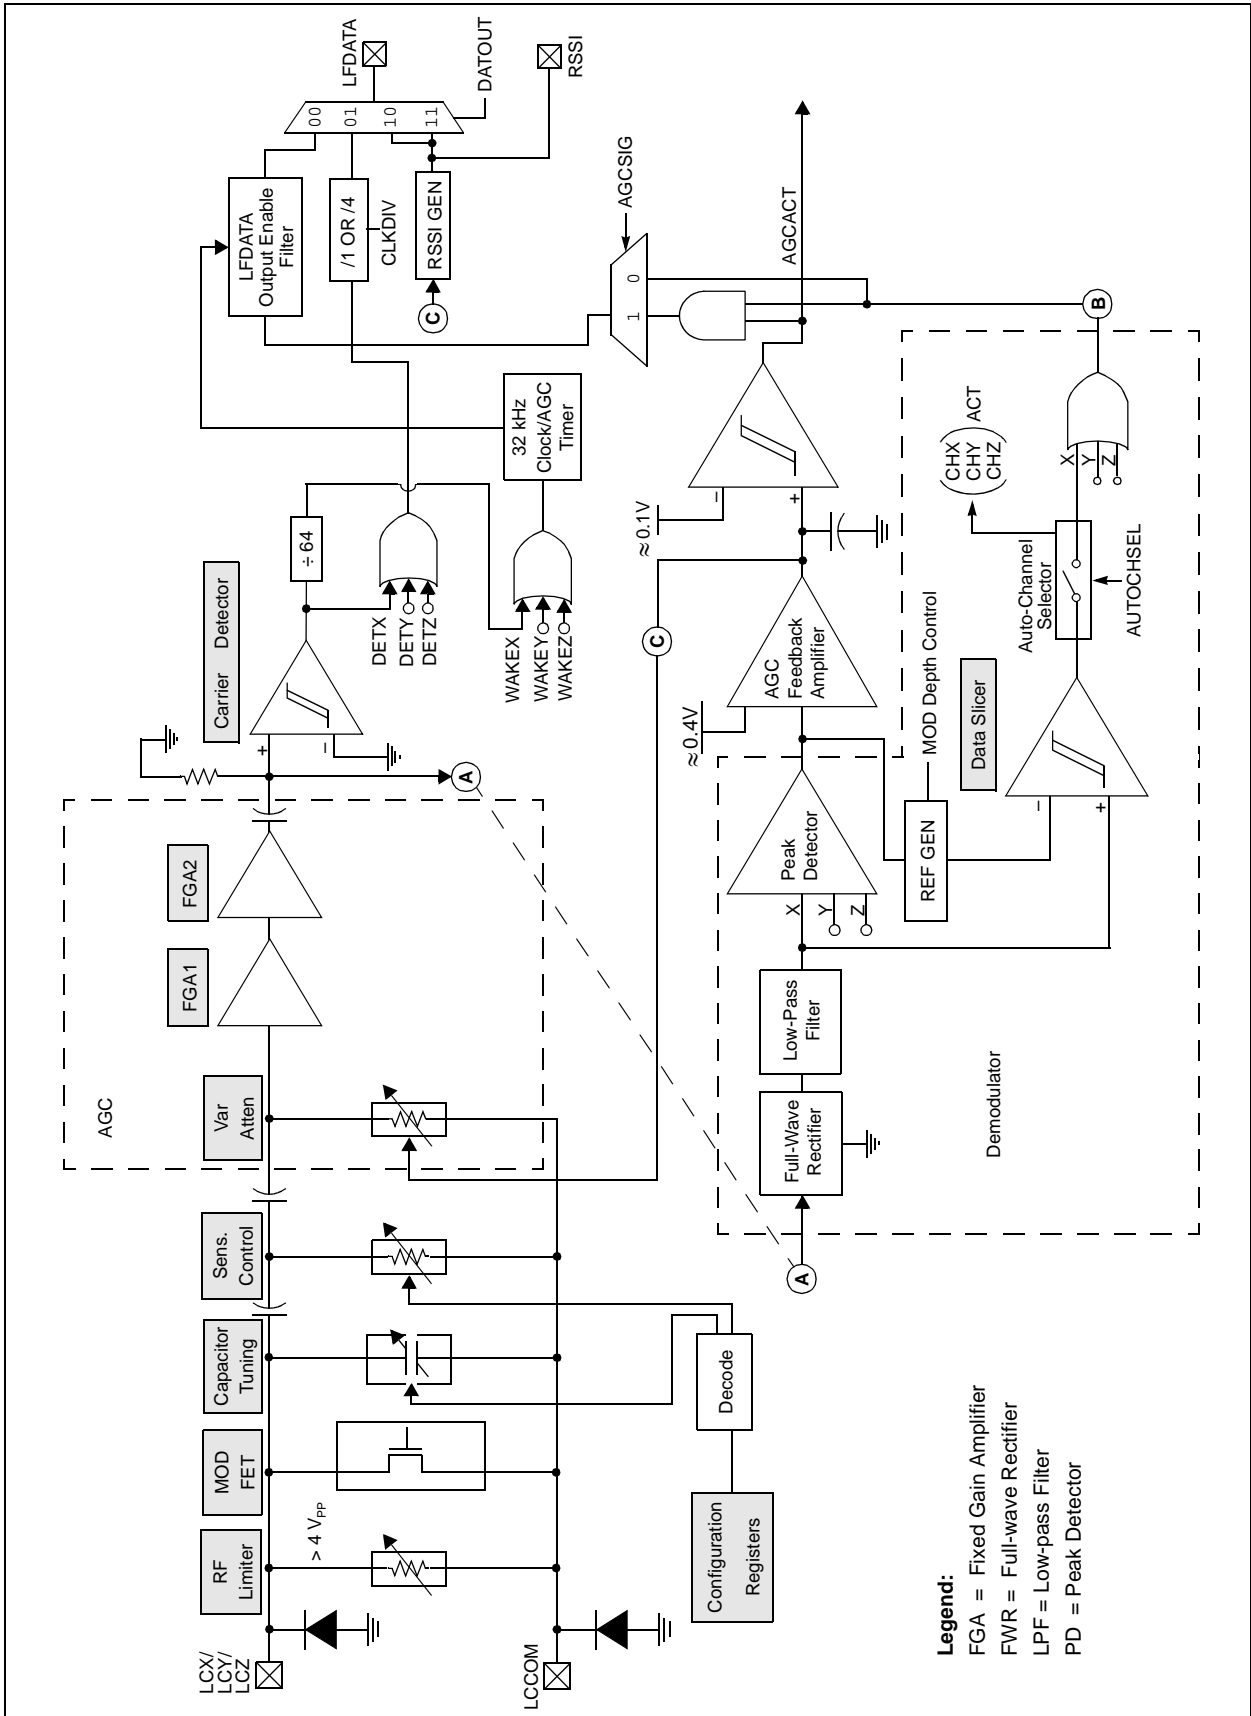 LCX/
LCY/
LCZ
LCCOM
RF
Limiter
> 4 VPP
MOD
FET
Capacitor
Tuning
Sens.
Control
Var
Atten
AGC
FGA1
FGA2
Carrier Detector
+
–
A
÷ 64
DETX
DETY
DETZ
WAKEX
WAKEY
WAKEZ
32 kHz
Clock/AGC
Timer
LFDATA
Output Enable
Filter
/1 OR /4
CLKDIV
RSSI GEN
C
00
01
10
11
LFDATA
DATOUT
RSSI
Configuration
Registers
Decode
A
Full-Wave
Rectifier
Low-Pass
Filter
X
Y
Z
Peak
Detector
≈ 0.4V
AGC
Feedback
Amplifier
C
≈ 0.1V
–
+
1
0
AGCSIG
AGCACT
REF GEN
MOD Depth Control
Data Slicer
–
+
Auto-Channel
Selector
AUTOCHSEL
CHX
CHY
CHZ
ACT
X
Y
Z
B
Demodulator
Legend:
FGA = Fixed Gain Amplifier
FWR = Full-wave Rectifier
LPF = Low-pass Filter
PD = Peak Detector